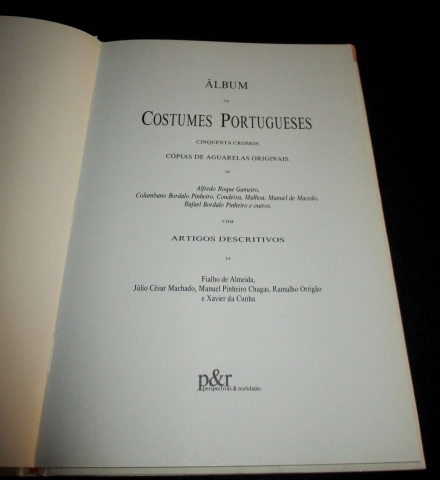 ÁLBUM
DE
COSTUMES PORTUGUESES
CINQUENTA CROMOS
CÓPIAS DE AGUARELAS ORIGINAIS
DE
Alfredo Roque Gameiro,
Columbano Bordalo Pinheiro, Condeixa, Malhoa, Manuel de Macedo,
Rafael Bordalo Pinheiro e outros.
COM
ARTIGOS DESCRITIVOS
DE
Fialho de Almeida,
Júlio César Machado, Manuel Pinheiro Chagas, Ramalho Ortigão
e Xavier da Cunha
p&r
perspectivas & realidades